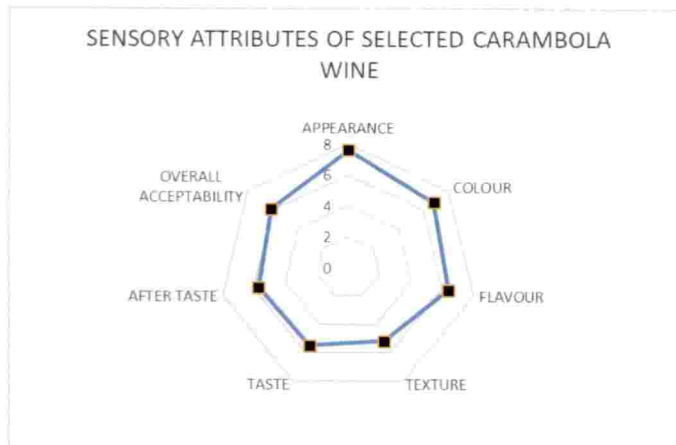 SENSORY ATTRIBUTES OF SELECTED CARAMBOLA
WINE
APPEARANCE
8
6
4
2
0
COLOUR
FLAVOUR
TEXTURE
TASTE
AFTER TASTE
OVERALL
ACCEPTABILITY